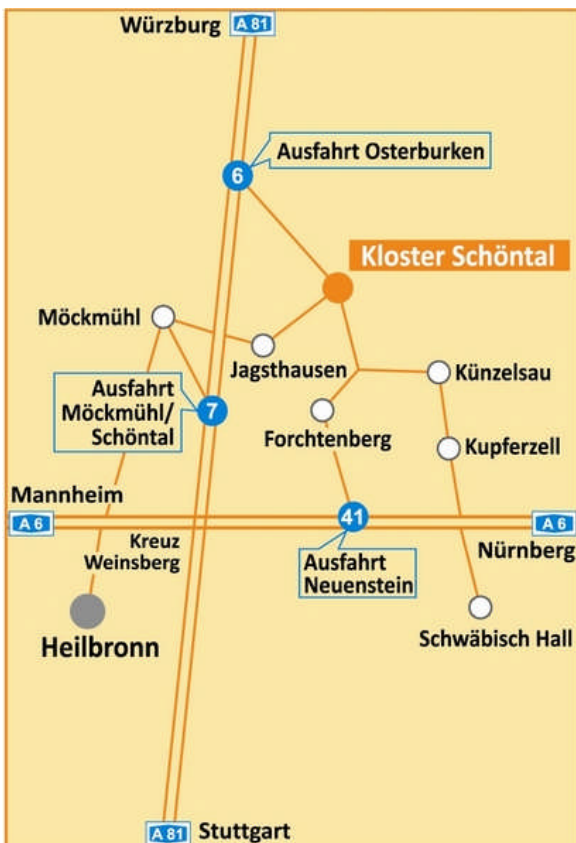 Würzburg A 81
6 Ausfahrt Osterburken
Kloster Schöntal
Möckmühl
Jagsthausen
Künzelsau
Ausfahrt
Möckmühl/
Schöntal
7
Forchtenberg
Kupferzell
Mannheim
A 6
41
A 6
Kreuz
Weinsberg
Nürnberg
Ausfahrt
Neuenstein
Heilbronn
Schwäbisch Hall
A 81 Stuttgart